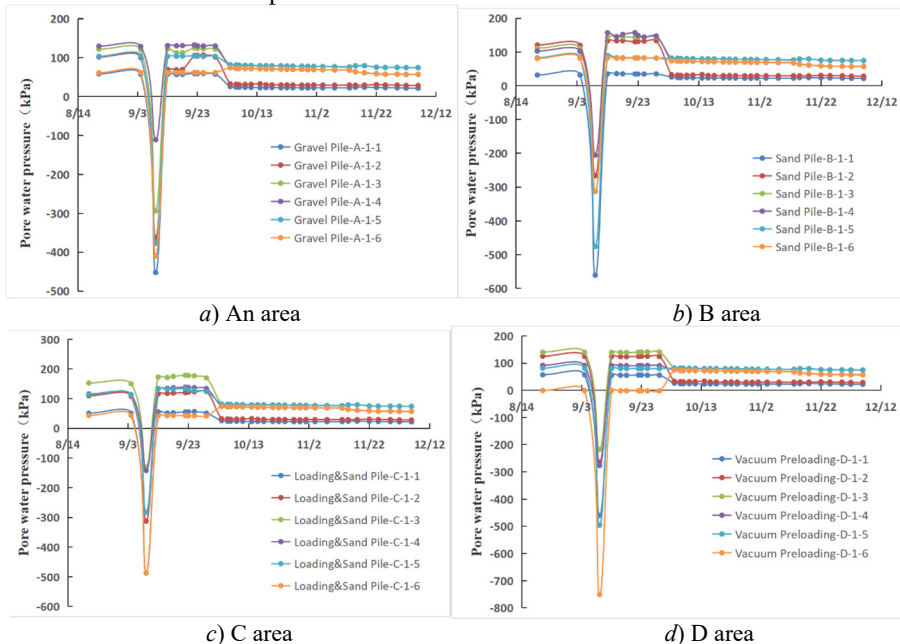 200
100
0
-100
-200
-300
-400
-500
8/14 9/3 9/23 10/13 11/2 11/22 12/12
Pore water pressure（kPa）
Gravel Pile-A-1-1
Gravel Pile-A-1-2
Gravel Pile-A-1-3
Gravel Pile-A-1-4
Gravel Pile-A-1-5
Gravel Pile-A-1-6
a) An area
200
100
0
-100
-200
-300
-400
-500
-600
8/14 9/3 9/23 10/13 11/2 11/22 12/12
Pore water pressure（kPa）
Sand Pile-B-1-1
Sand Pile-B-1-2
Sand Pile-B-1-3
Sand Pile-B-1-4
Sand Pile-B-1-5
Sand Pile-B-1-6
b) B area
300
200
100
0
-100
-200
-300
-400
-500
-600
8/14 9/3 9/23 10/13 11/2 11/22 12/12
Pore water pressure（kPa）
Loading&Sand Pile-C-1-1
Loading&Sand Pile-C-1-2
Loading&Sand Pile-C-1-3
Loading&Sand Pile-C-1-4
Loading&Sand Pile-C-1-5
Loading&Sand Pile-C-1-6
c) C area
200
100
0
-100
-200
-300
-400
-500
-600
-700
-800
8/14 9/3 9/23 10/13 11/2 11/22 12/12
Pore water pressure（kPa）
Vacuum Preloading-D-1-1
Vacuum Preloading-D-1-2
Vacuum Preloading-D-1-3
Vacuum Preloading-D-1-4
Vacuum Preloading-D-1-5
Vacuum Preloading-D-1-6
d) D area